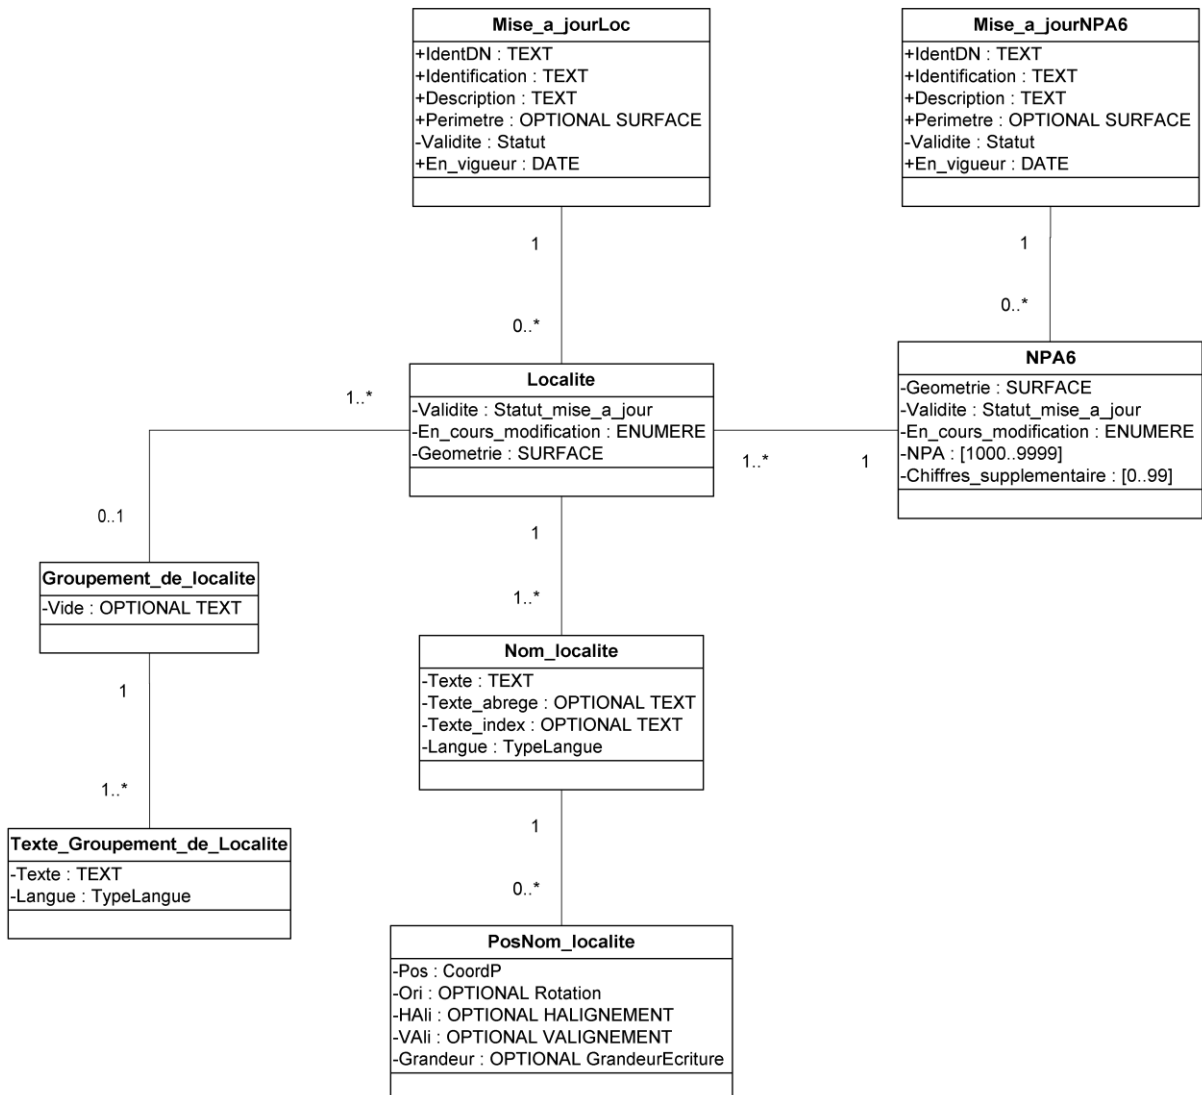 Mise_a_jourLoc
+IdentDN : TEXT
+Identification : TEXT
+Description : TEXT
+Perimetre : OPTIONAL SURFACE
-Validite : Statut
+En_vigueur : DATE
Mise_a_jourNPA6
+IdentDN : TEXT
+Identification : TEXT
+Description : TEXT
+Perimetre : OPTIONAL SURFACE
-Validite : Statut
+En_vigueur : DATE
1
0..*
1
0..*
Localite
-Validite : Statut_mise_a_jour
-En_cours_modification : ENUMERE
-Geometrie : SURFACE
NPA6
-Geometrie : SURFACE
-Validite : Statut_mise_a_jour
-En_cours_modification : ENUMERE
-NPA : [1000..9999]
-Chiffres_supplementaire : [0..99]
1..*
0..1
1..*
1
Groupement_de_localite
-Vide : OPTIONAL TEXT
1
1..*
Nom_localite
-Texte : TEXT
-Texte_abrege : OPTIONAL TEXT
-Texte_index : OPTIONAL TEXT
-Langue : TypeLangue
1
1..*
Texte_Groupement_de_Localite
-Texte : TEXT
-Langue : TypeLangue
1
0..*
PosNom_localite
-Pos : CoordP
-Ori : OPTIONAL Rotation
-HAli : OPTIONAL HALIGNEMENT
-VAli : OPTIONAL VALIGNEMENT
-Grandeur : OPTIONAL GrandeurEcriture